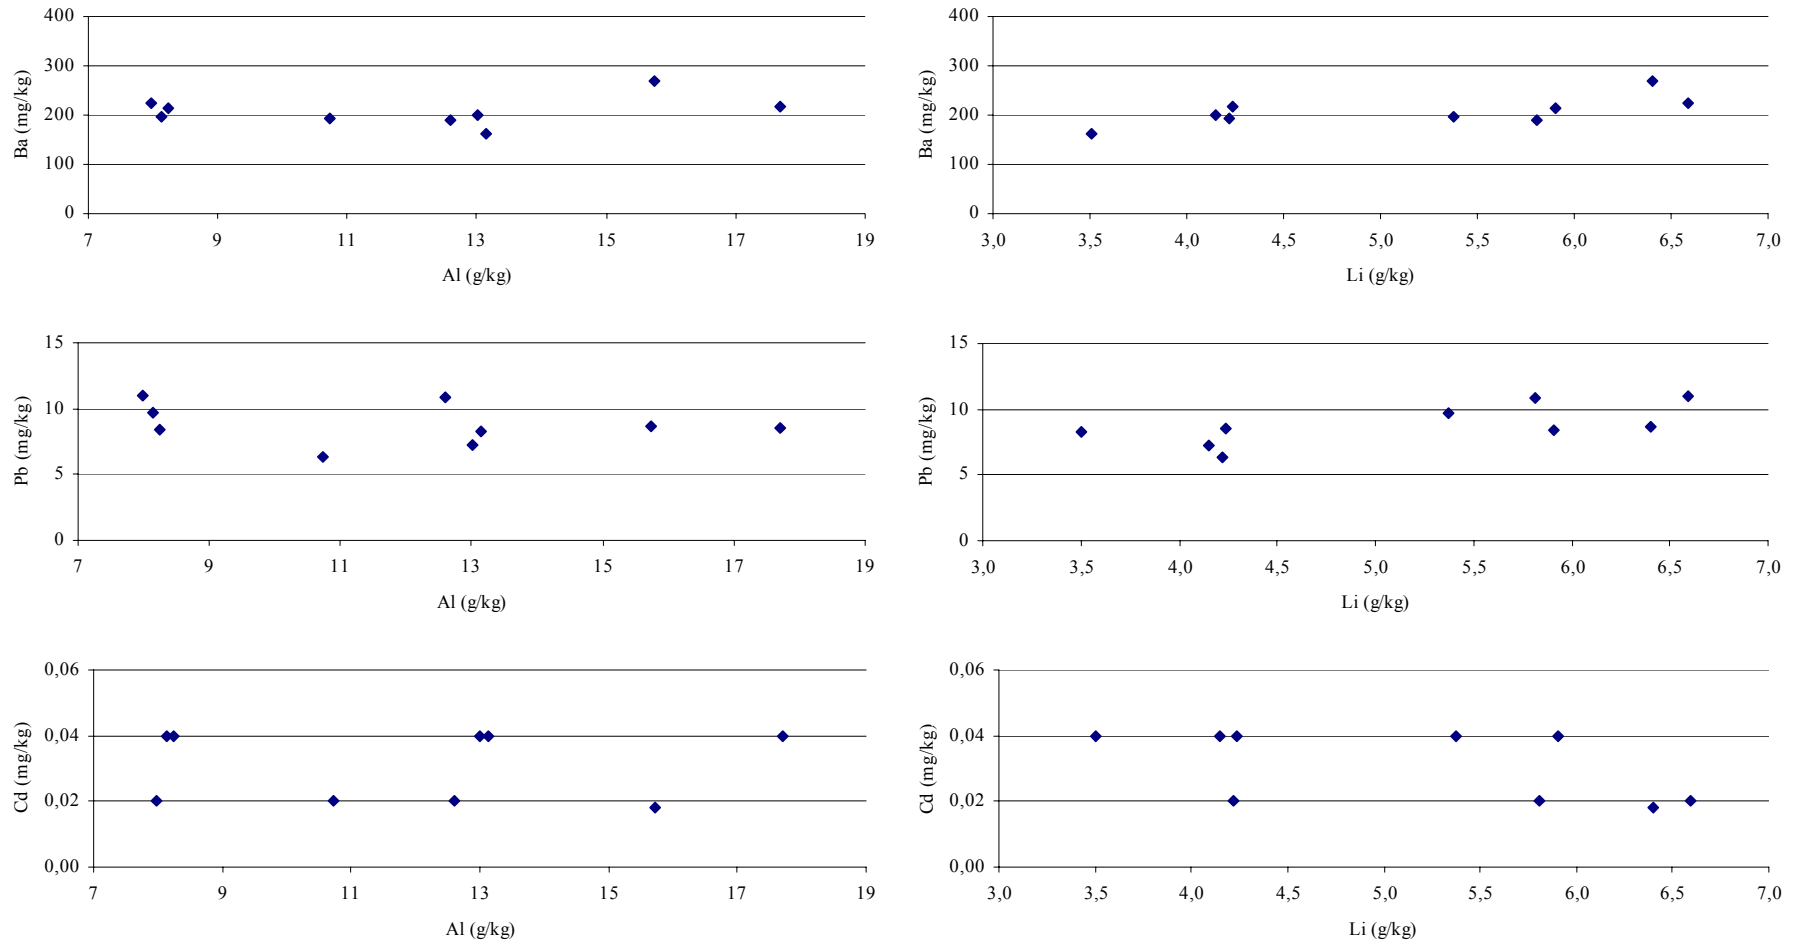 400
300
200
100
0
Ba (mg/kg)
7 9 11 13 15 17 19
Al (g/kg)
400
300
200
100
0
Ba (mg/kg)
3,0 3,5 4,0 4,5 5,0 5,5 6,0 6,5 7,0
Li (g/kg)
15
10
5
0
Pb (mg/kg)
7 9 11 13 15 17 19
Al (g/kg)
15
10
5
0
Pb (mg/kg)
3,0 3,5 4,0 4,5 5,0 5,5 6,0 6,5 7,0
Li (g/kg)
0,06
0,04
0,02
0,00
Cd (mg/kg)
7 9 11 13 15 17 19
Al (g/kg)
0,06
0,04
0,02
0,00
Cd (mg/kg)
3,0 3,5 4,0 4,5 5,0 5,5 6,0 6,5 7,0
Li (g/kg)